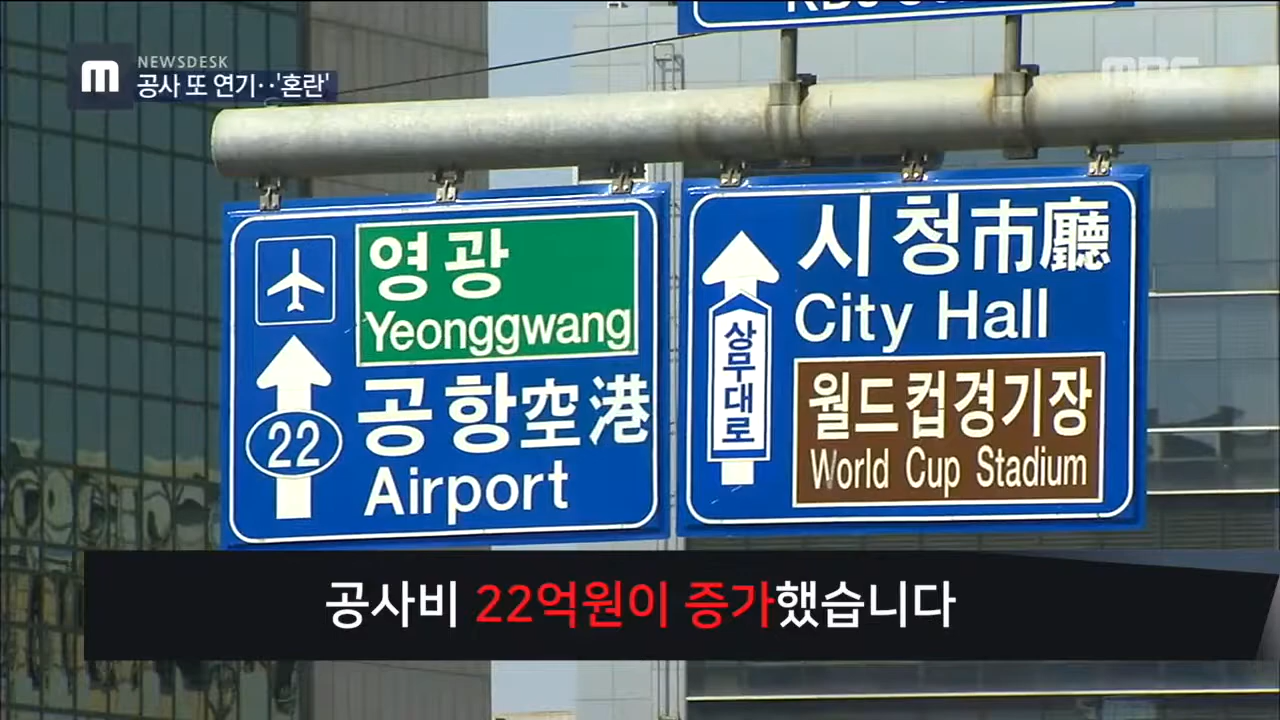 NEWSDESK
공사 또 연기‥'혼란'
MBC
영광
Yeonggwang
22
공항空港
Airport
시청市廳
City Hall
상무대로
월드컵경기장
World Cup Stadium
공사비 22억원이 증가했습니다